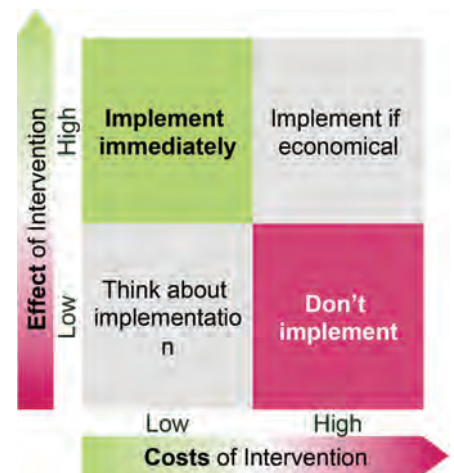 Effect of Intervention
High
Low
Implement
immediately
Implement if
economical
Think about
implementatio
n
Don't
implement
Low
High
Costs of Intervention